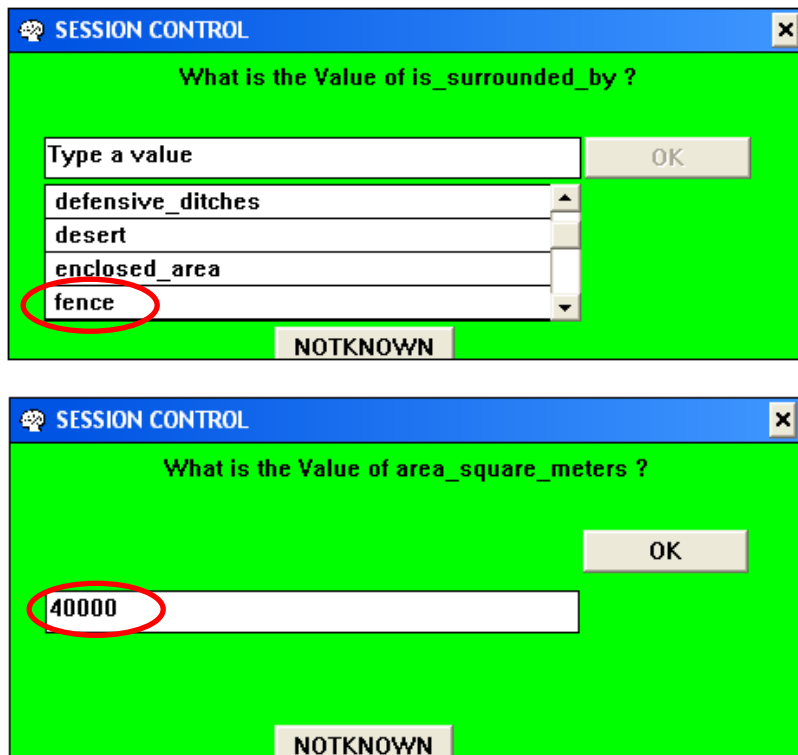 SESSION CONTROL
What is the Value of is_surrounded_by ?
Type a value
OK
defensive_ditches
desert
enclosed_area
fence
NOTKNOWN
SESSION CONTROL
What is the Value of area_square_meters ?
OK
40000
NOTKNOWN